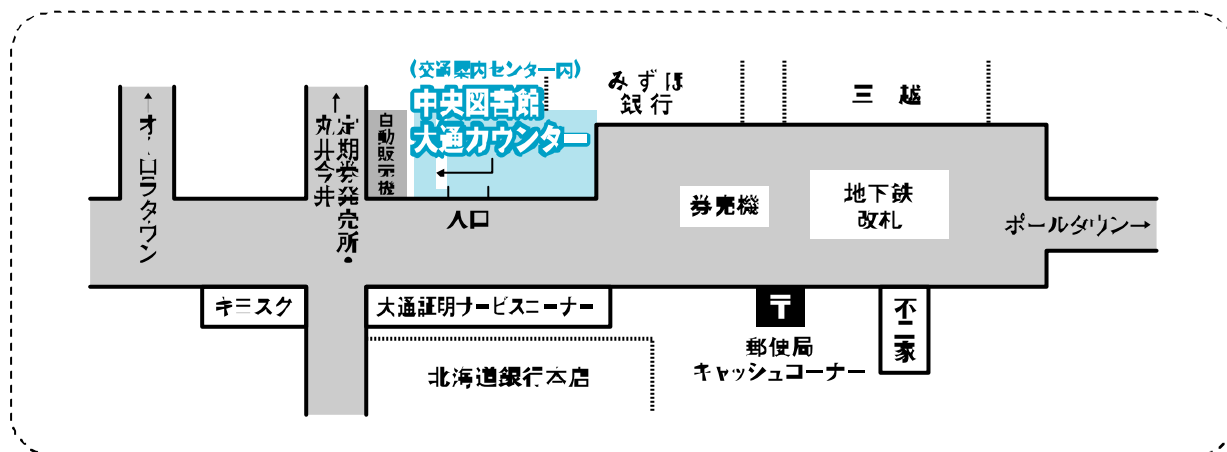 (交通案内センター内)
中央図書館
大通カウンター
みずほ
銀行
三越
↑オーロラタウン
↑定期券発売所・
丸井今井
自動販売機
入口
券売機
地下鉄
改札
ポールタウン→
キヨスク
大通証明サービスコーナー
〒
郵便局
キャッシュコーナー
不二家
北海道銀行本店